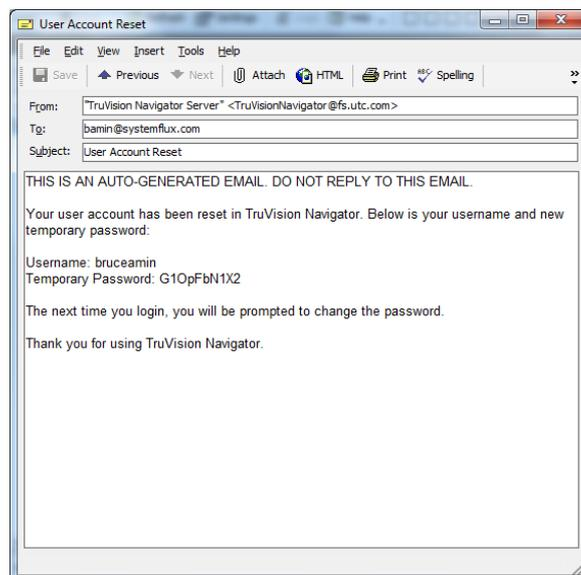 User Account Reset
File Edit View Insert Tools Help
Save Previous Next Attach HTML Print ABC Spelling »
From: "TruVision Navigator Server" <TruVisionNavigator@fs.utc.com>
To: bamin@systemflux.com
Subject: User Account Reset
THIS IS AN AUTO-GENERATED EMAIL. DO NOT REPLY TO THIS EMAIL.
Your user account has been reset in TruVision Navigator. Below is your username and new
temporary password:
Username: bruceamin
Temporary Password: G1OpFbN1X2
The next time you login, you will be prompted to change the password.
Thank you for using TruVision Navigator.